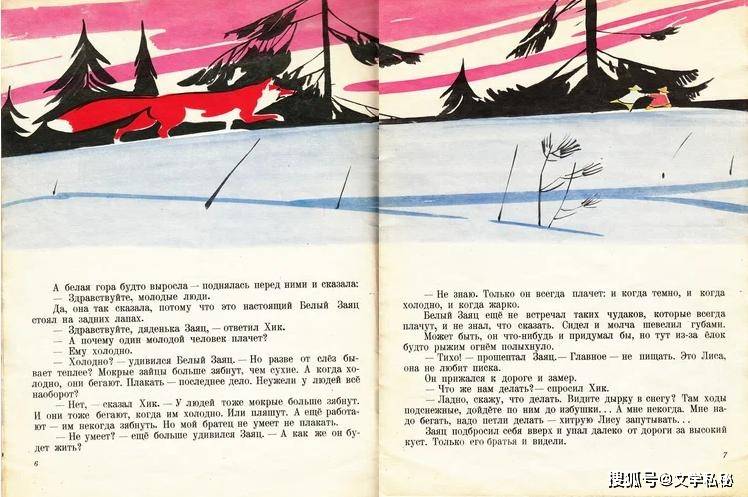 А белая гора будто выросла — поднялась перед ними и сказала:
— Здравствуйте, молодые люди.
Да, она так сказала, потому что это настоящий Белый Заяц
стоял на задних лапах.
— Здравствуйте, дяденька Заяц, — ответил Хик.
— А почему один молодой человек плачет?
— Ему холодно.
— Холодно? — удивился Белый Заяц. — Но разве от слёз бы-
вает теплее? Мокрые зайцы больше зябнут, чем сухие. А когда хо-
лодно, они бегают. Плакать — последнее дело. Неужели у людей всё
наоборот?
— Нет, — сказал Хик. — У людей тоже мокрые больше зябнут.
И они тоже бегают, когда им холодно. Или пляшут. А ещё работа-
ют — им некогда зябнуть. Но мой братец не умеет не плакать.
— Не умеет? — ещё больше удивился Заяц. — А как же он бу-
дет жить?
6
— Не знаю. Только он всегда плачет: и когда темно, и когда
холодно, и когда жарко.
Белый Заяц ещё не встречал таких чудаков, которые всегда
плачут, и не знал, что сказать. Сидел и молча шевелил губами.
Может быть, он что-нибудь и придумал бы, но тут из-за ёлок
будто рыжим огнём полыхнуло.
— Тихо! — прошептал Заяц. — Главное — не пищать. Это Лиса,
она не любит писка.
Он прижался к дороге и замер.
— Что же нам делать? — спросил Хик.
— Ладно, скажу, что делать. Видите дырку в снегу? Там ходы
подснежные, дойдёте по ним до избушки... А мне некогда. Мне на-
до бегать, надо петли делать — хитрую Лису запутывать...
Заяц подбросил себя вверх и упал далеко от дороги за высокий
куст. Только его братья и видели.
7
搜狐号@文学私秘